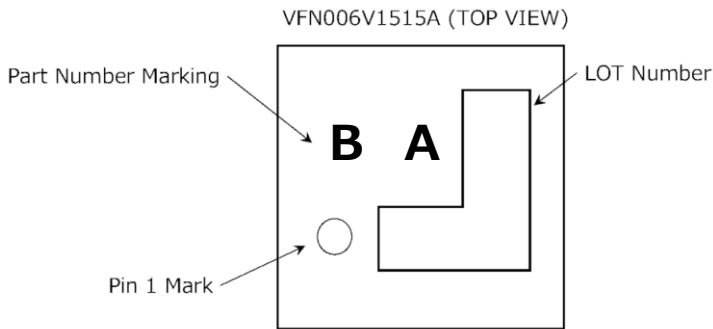 VFN006V1515A (TOP VIEW)
Part Number Marking
LOT Number
B A
Pin 1 Mark